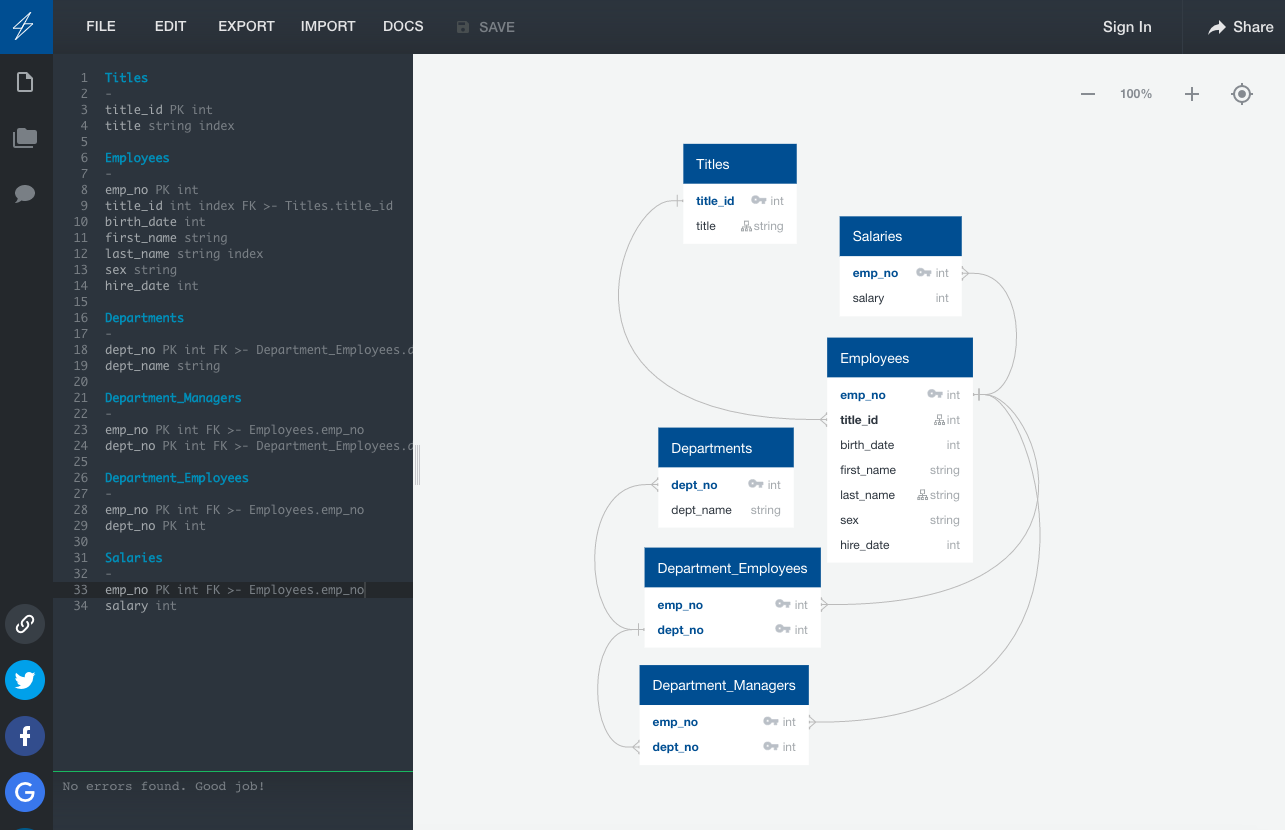 FILE EDIT EXPORT IMPORT DOCS SAVE Sign In Share
1 Titles
2 -
3 title_id PK int
4 title string index
5
6 Employees
7 -
8 emp_no PK int
9 title_id int index FK >- Titles.title_id
10 birth_date int
11 first_name string
12 last_name string index
13 sex string
14 hire_date int
15
16 Departments
17 -
18 dept_no PK int FK >- Department_Employees.
19 dept_name string
20
21 Department_Managers
22 -
23 emp_no PK int FK >- Employees.emp_no
24 dept_no PK int FK >- Department_Employees.
25
26 Department_Employees
27 -
28 emp_no PK int FK >- Employees.emp_no
29 dept_no PK int
30
31 Salaries
32 -
33 emp_no PK int FK >- Employees.emp_no
34 salary int
No errors found. Good job!
100%
Titles
title_id int
title string
Salaries
emp_no int
salary int
Employees
emp_no int
title_id int
birth_date int
first_name string
last_name string
sex string
hire_date int
Departments
dept_no int
dept_name string
Department_Employees
emp_no int
dept_no int
Department_Managers
emp_no int
dept_no int